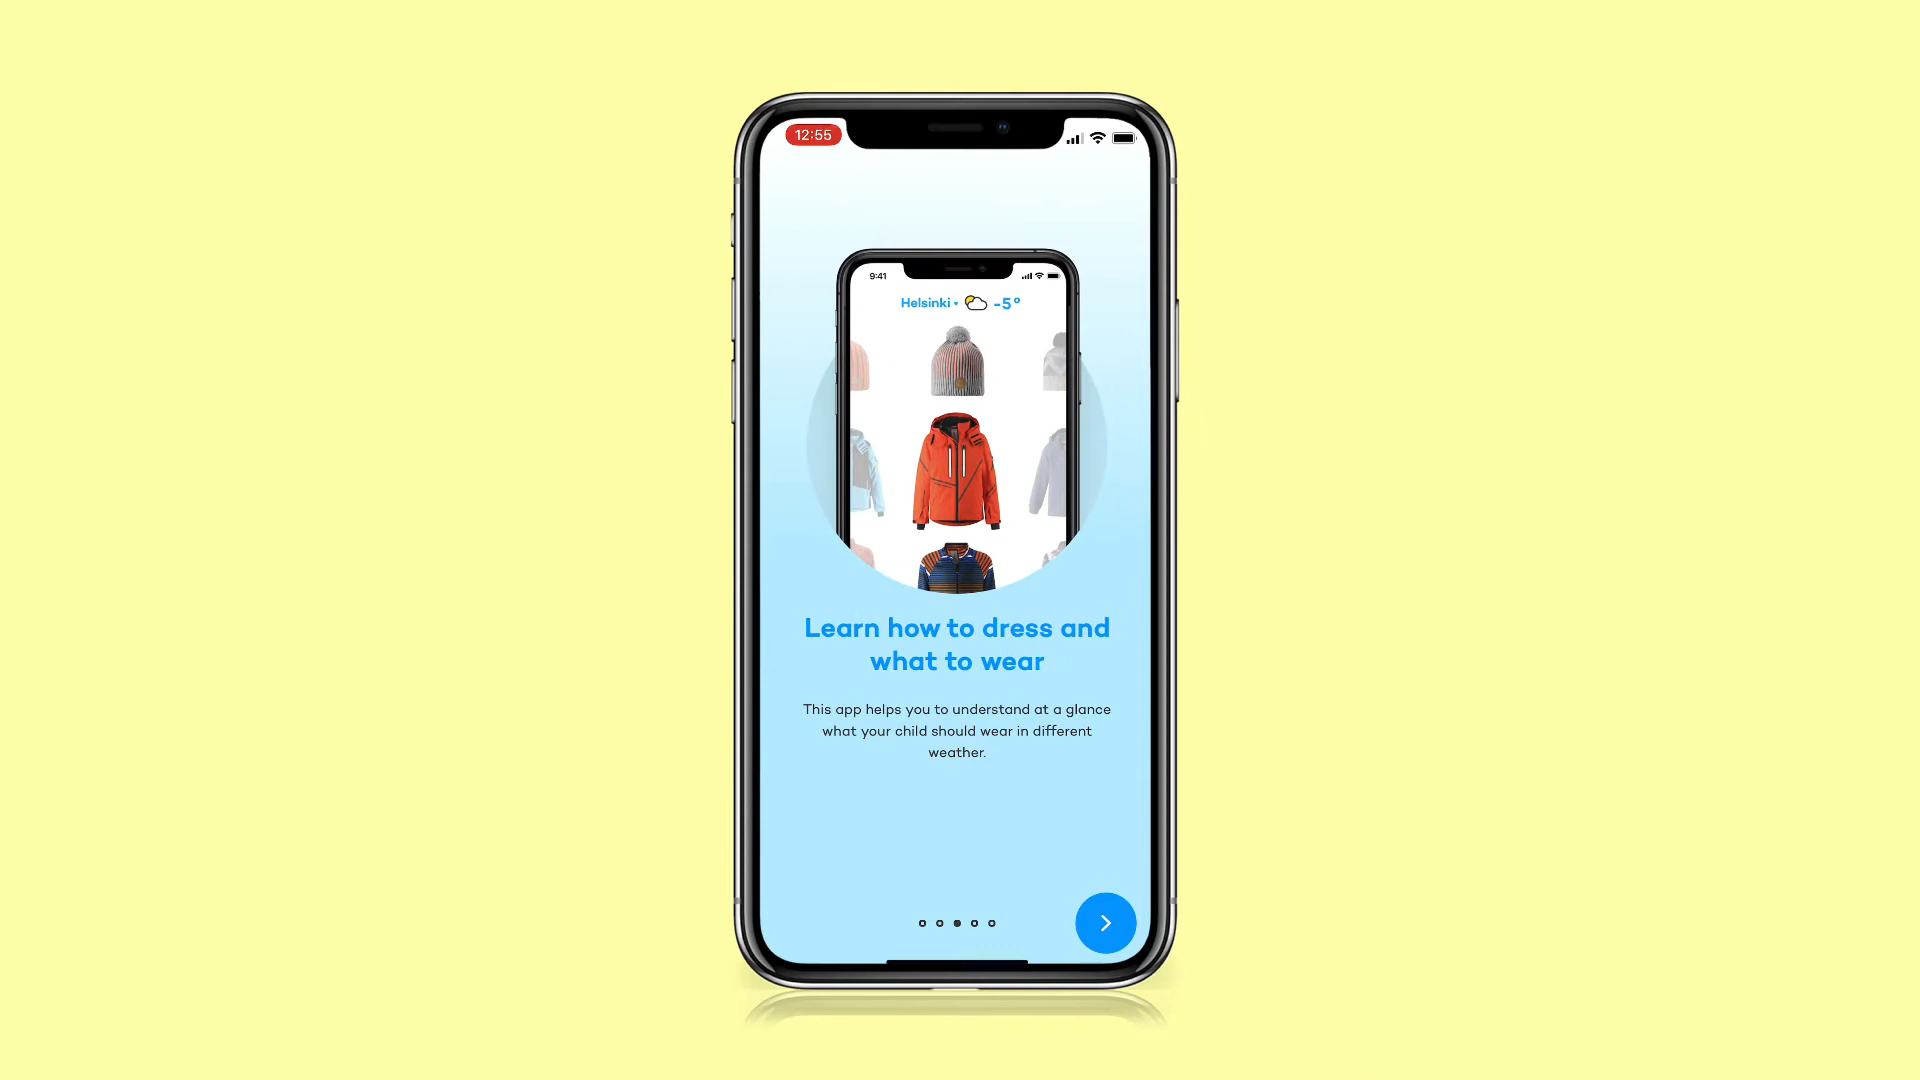 12:55
9:41
Helsinki -5°
Learn how to dress and
what to wear
This app helps you to understand at a glance
what your child should wear in different
weather.